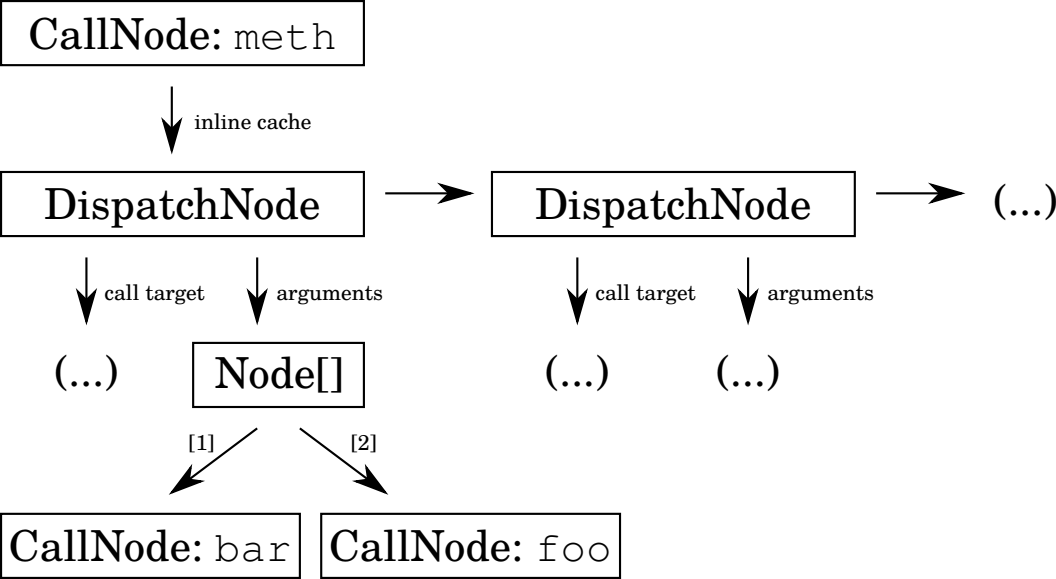 CallNode: meth
inline cache
DispatchNode
DispatchNode
(...)
call target
arguments
call target
arguments
(...)
Node[]
(...)
(...)
[1]
[2]
CallNode: bar
CallNode: foo